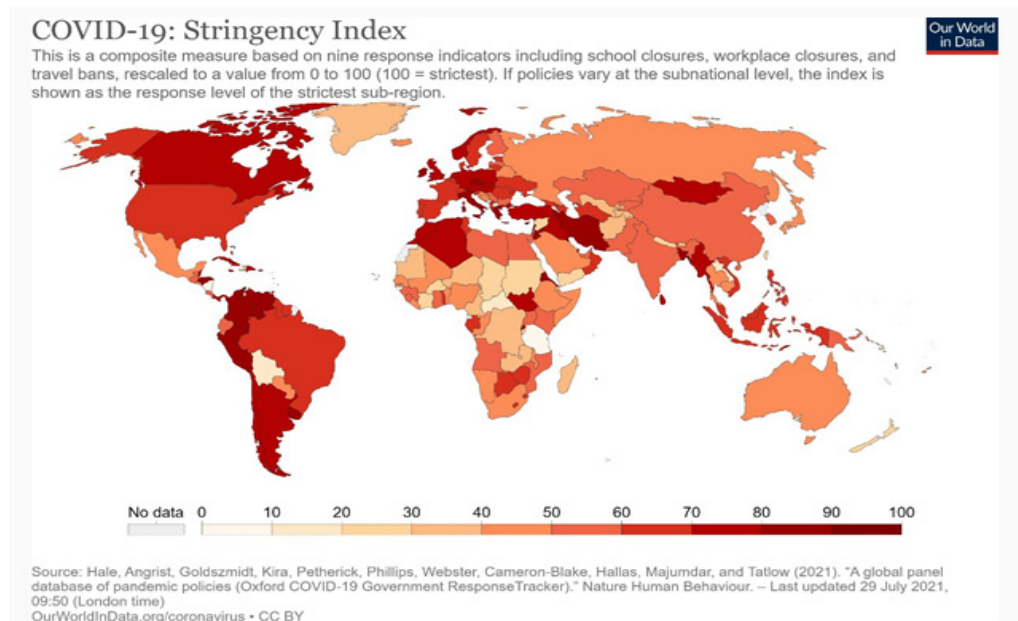 COVID-19: Stringency Index
Our World
in Data
This is a composite measure based on nine response indicators including school closures, workplace closures, and
travel bans, rescaled to a value from 0 to 100 (100 = strictest). If policies vary at the subnational level, the index is
shown as the response level of the strictest sub-region.
No data 0 10 20 30 40 50 60 70 80 90 100
Source: Hale, Angrist, Goldszmidt, Kira, Petherick, Phillips, Webster, Cameron-Blake, Hallas, Majumdar, and Tatlow (2021). “A global panel
database of pandemic policies (Oxford COVID-19 Government ResponseTracker).” Nature Human Behaviour. – Last updated 29 July 2021,
09:50 (London time)
OurWorldInData.org/coronavirus • CC BY